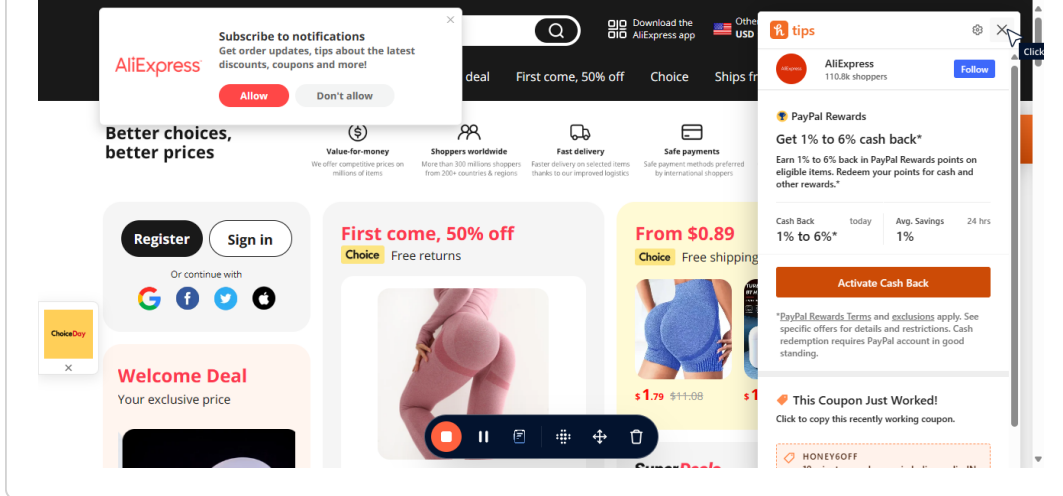 AliExpress
Subscribe to notifications
Get order updates, tips about the latest
discounts, coupons and more!
Allow
Don't allow
Download the
AliExpress app
Othe
USD
deal
First come, 50% off
Choice
Ships fr
Better choices,
better prices
Value-for-money
We offer competitive prices on
millions of items
Shoppers worldwide
More than 300 millions shoppers
from 200+ countries & regions
Fast delivery
Faster delivery on selected items
thanks to our improved logistics
Safe payments
Safe payment methods preferred
by international shoppers
Register
Sign in
Or continue with
ChoiceDay
Welcome Deal
Your exclusive price
First come, 50% off
Choice Free returns
From $0.89
Choice Free shipping
$1.79 $11.08
$1
SuperDeals
tips
Click
AliExpress
AliExpress
110.8k shoppers
Follow
PayPal Rewards
Get 1% to 6% cash back*
Earn 1% to 6% back in PayPal Rewards points on
eligible items. Redeem your points for cash and
other rewards.*
Cash Back today
1% to 6%*
Avg. Savings 24 hrs
1%
Activate Cash Back
*PayPal Rewards Terms and exclusions apply. See
specific offers for details and restrictions. Cash
redemption requires PayPal account in good
standing.
This Coupon Just Worked!
Click to copy this recently working coupon.
HONEY6OFF